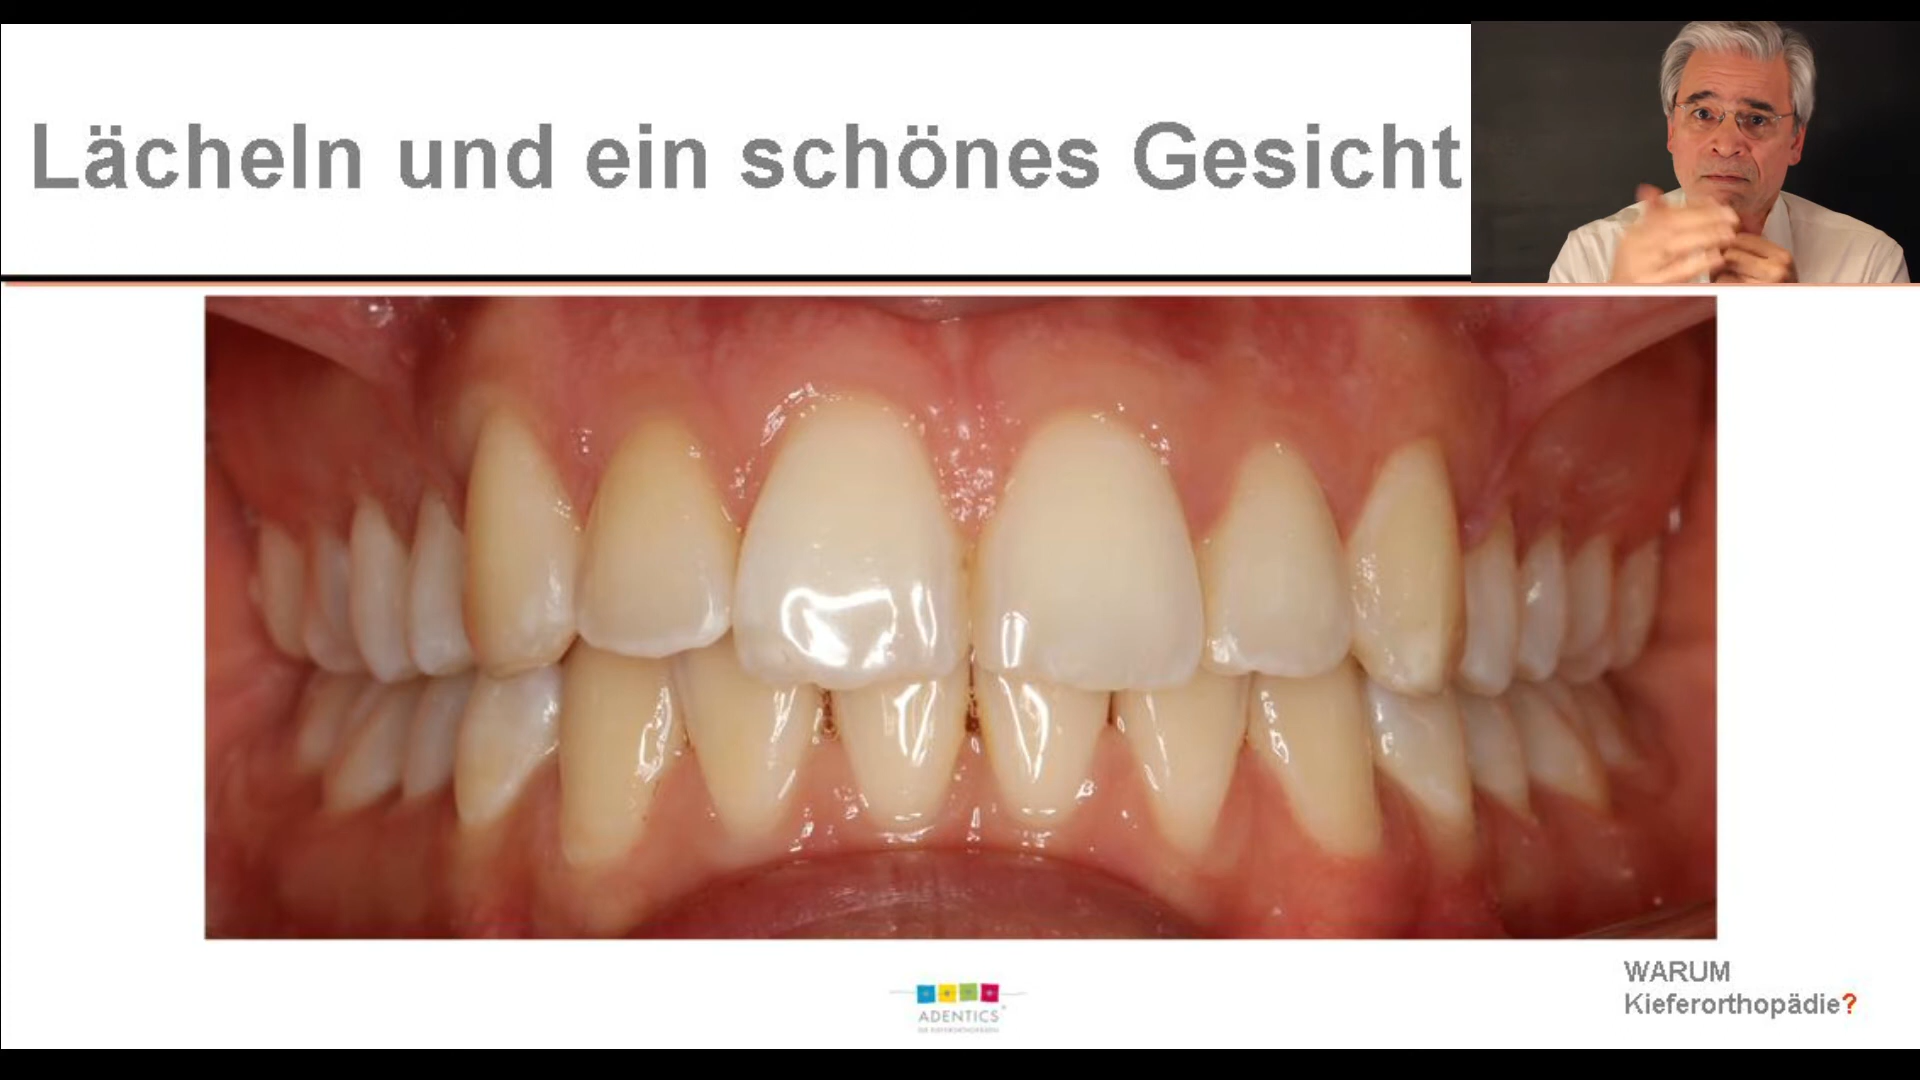 Lächeln und ein schönes Gesicht
ADENTICS
WARUM
Kieferorthopädie?